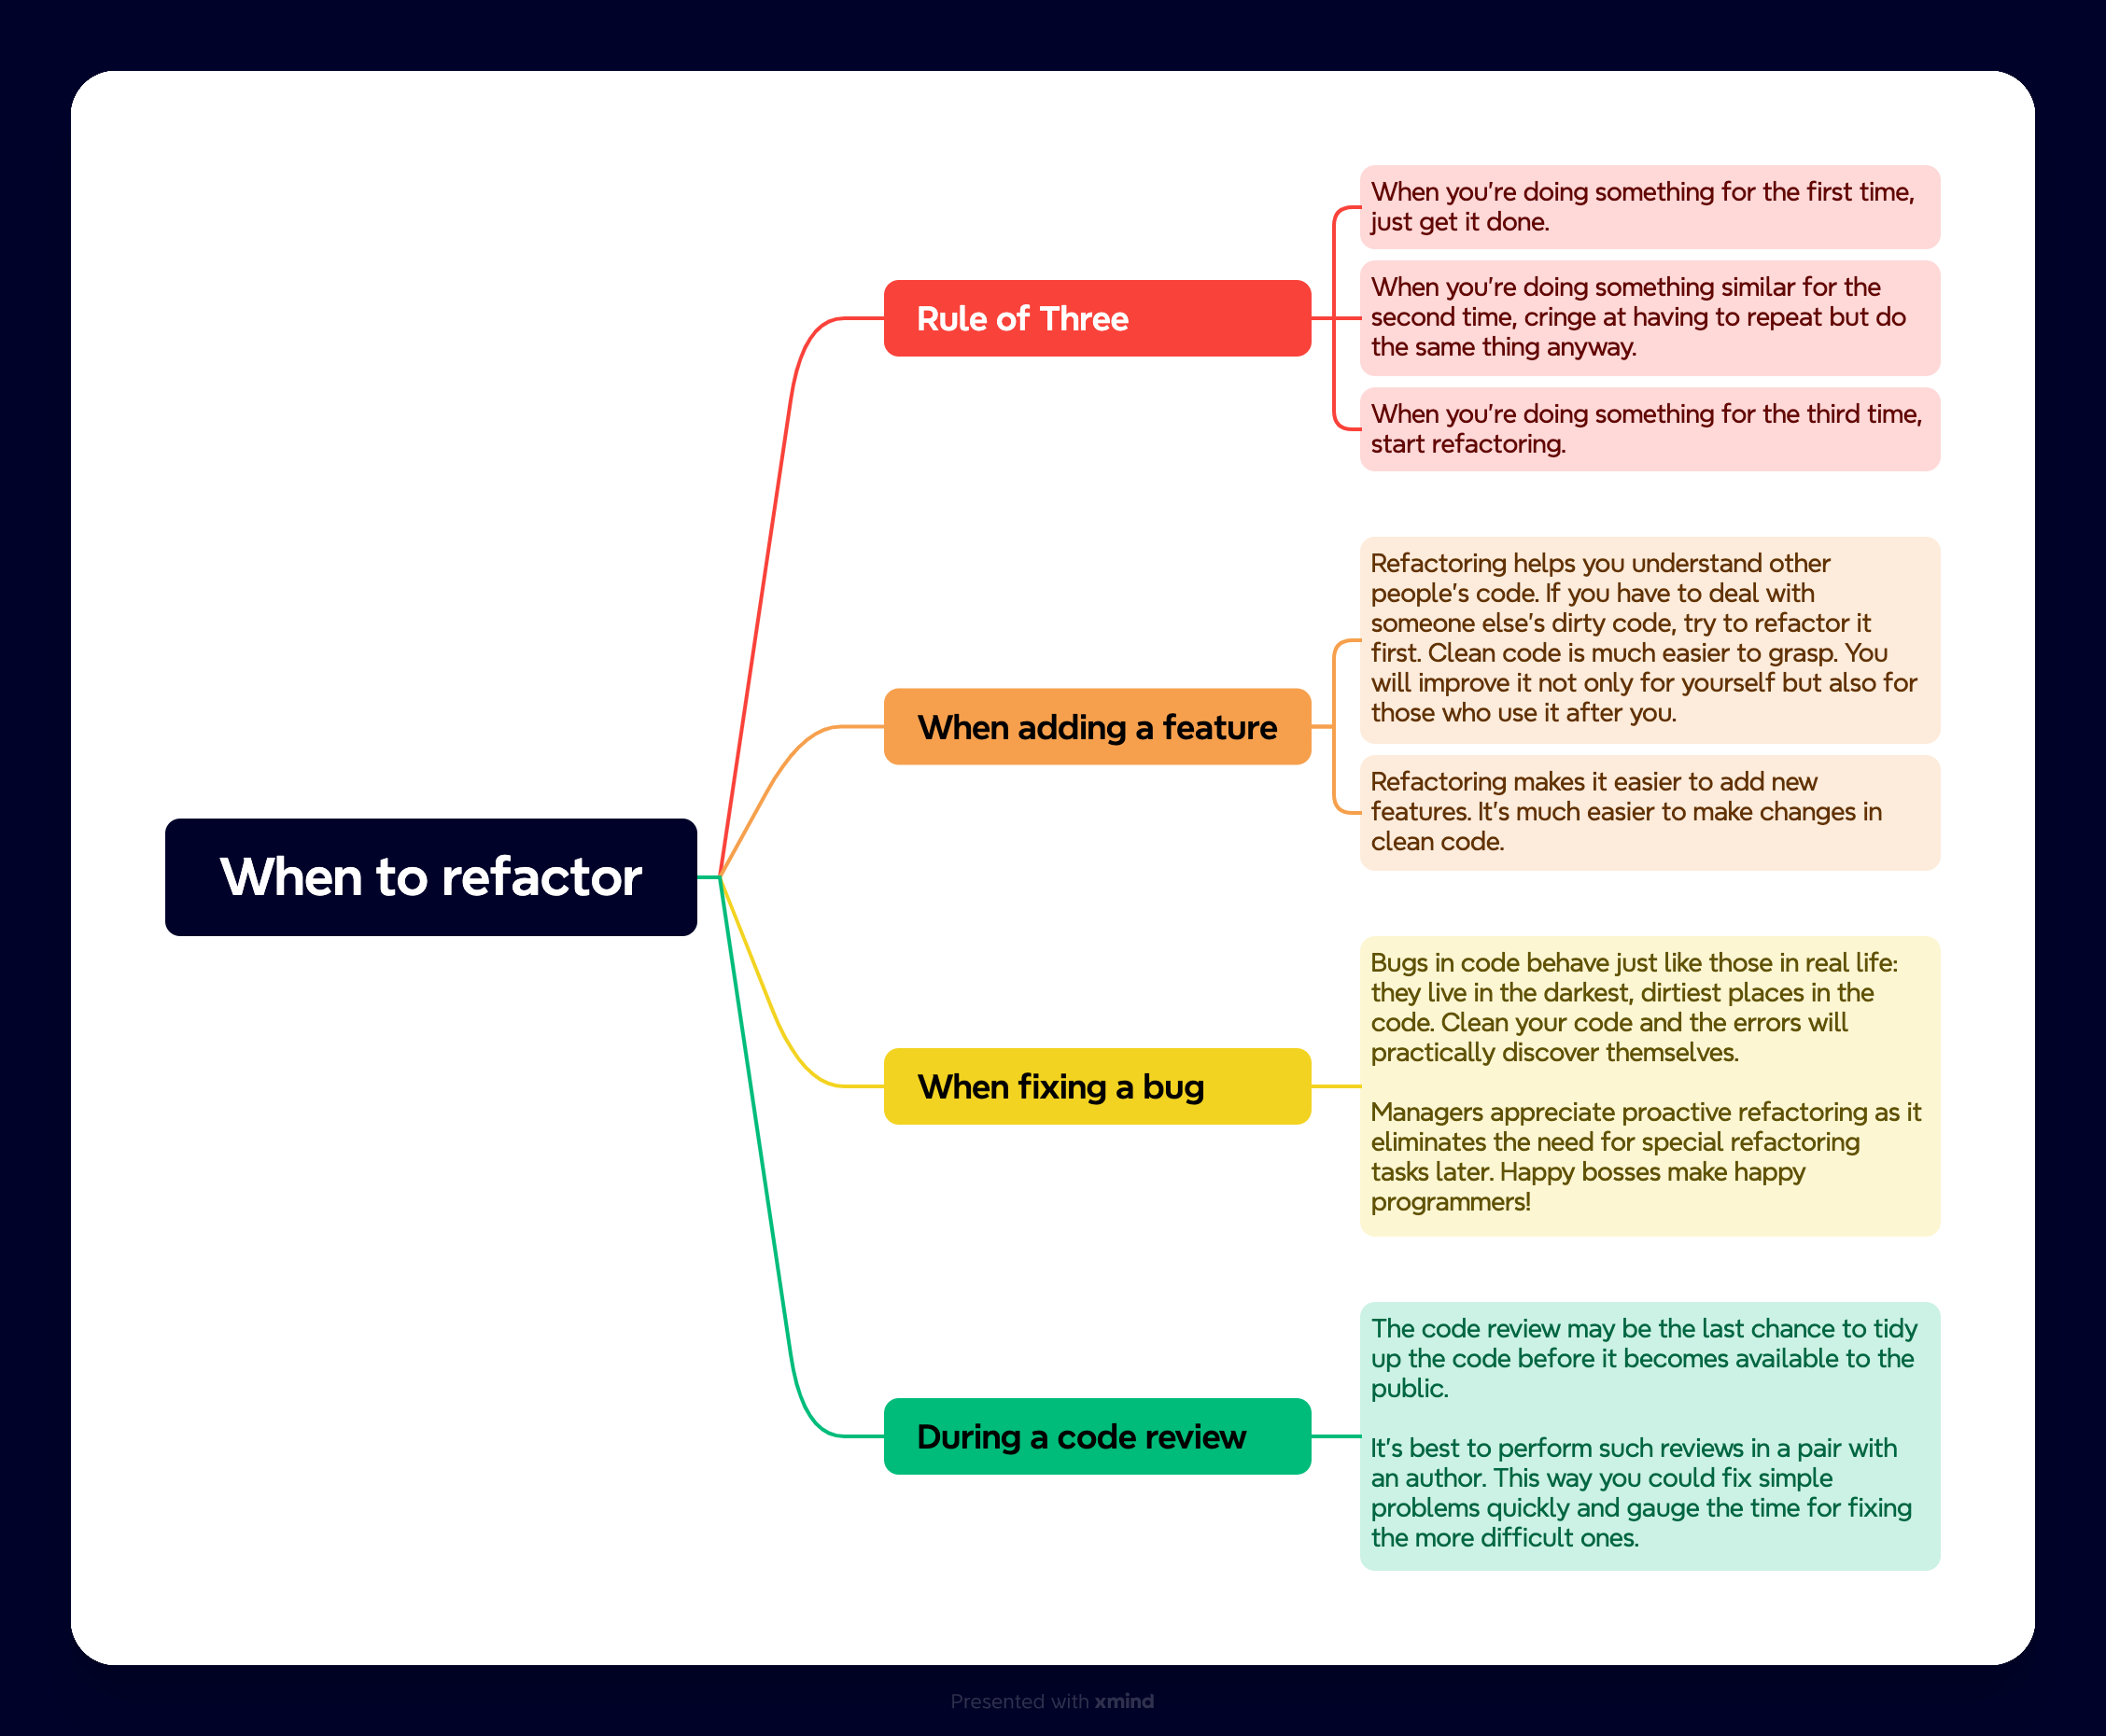 When to refactor
Rule of Three
When you're doing something for the first time,
just get it done.
When you're doing something similar for the
second time, cringe at having to repeat but do
the same thing anyway.
When you're doing something for the third time,
start refactoring.
When adding a feature
Refactoring helps you understand other
people's code. If you have to deal with
someone else's dirty code, try to refactor it
first. Clean code is much easier to grasp. You
will improve it not only for yourself but also for
those who use it after you.
Refactoring makes it easier to add new
features. It's much easier to make changes in
clean code.
When fixing a bug
Bugs in code behave just like those in real life:
they live in the darkest, dirtiest places in the
code. Clean your code and the errors will
practically discover themselves.
Managers appreciate proactive refactoring as it
eliminates the need for special refactoring
tasks later. Happy bosses make happy
programmers!
During a code review
The code review may be the last chance to tidy
up the code before it becomes available to the
public.
It's best to perform such reviews in a pair with
an author. This way you could fix simple
problems quickly and gauge the time for fixing
the more difficult ones.
Presented with xmind